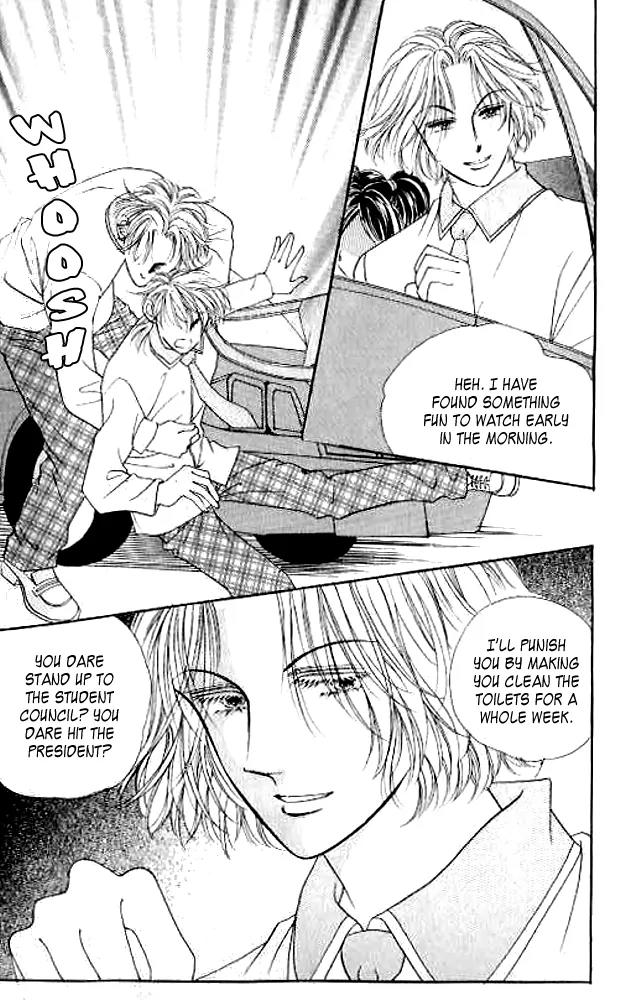 HEH. I HAVE
FOUND SOMETHING
FUN TO WATCH EARLY
IN THE MORNING.
WHOOSH
I'LL PUNISH
YOU BY MAKING
YOU CLEAN THE
TOILETS FOR A
WHOLE WEEK.
YOU DARE
STAND UP TO
THE STUDENT
COUNCIL? YOU
DARE HIT THE
PRESIDENT?